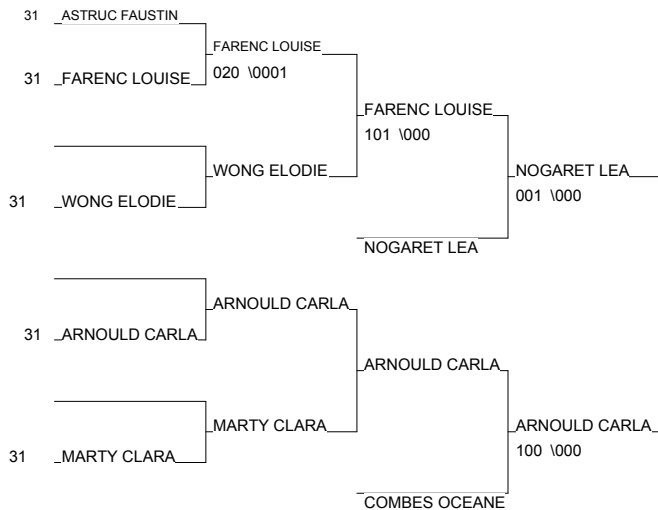 31 ASTRUC FAUSTIN
FARENC LOUISE
020 \0001
31 FARENC LOUISE
FARENC LOUISE
101 \000
WONG ELODIE
NOGARET LEA
001 \000
31 WONG ELODIE
NOGARET LEA
ARNOULD CARLA
31 ARNOULD CARLA
ARNOULD CARLA
MARTY CLARA
ARNOULD CARLA
100 \000
31 MARTY CLARA
COMBES OCEANE